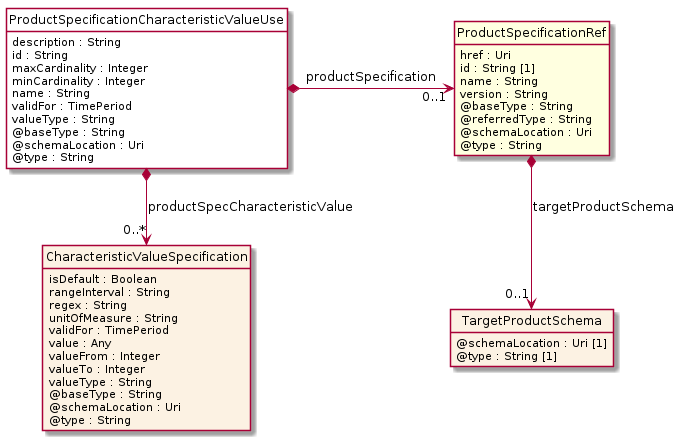 ProductSpecificationCharacteristicValueUse
description : String
id : String
maxCardinality : Integer
minCardinality : Integer
name : String
validFor : TimePeriod
valueType : String
@baseType : String
@schemaLocation : Uri
@type : String
productSpecification
0..1
ProductSpecificationRef
href : Uri
id : String [1]
name : String
version : String
@baseType : String
@referredType : String
@schemaLocation : Uri
@type : String
productSpecCharacteristicValue
0..*
targetProductSchema
0..1
CharacteristicValueSpecification
isDefault : Boolean
rangeInterval : String
regex : String
unitOfMeasure : String
validFor : TimePeriod
value : Any
valueFrom : Integer
valueTo : Integer
valueType : String
@baseType : String
@schemaLocation : Uri
@type : String
TargetProductSchema
@schemaLocation : Uri [1]
@type : String [1]